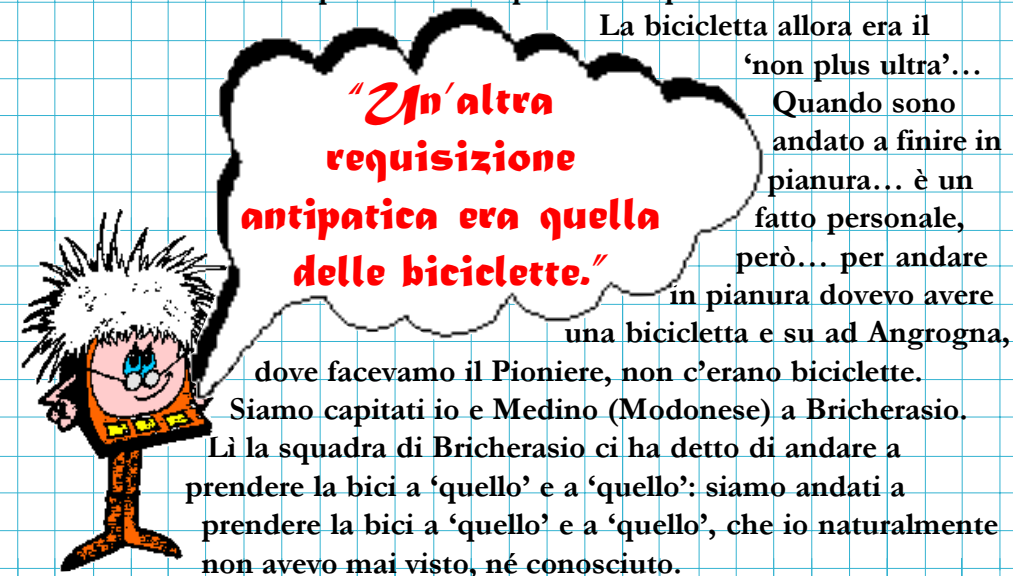 La bicicletta allora era il
‘non plus ultra’…
Quando sono
andato a finire in
pianura… è un
fatto personale,
però… per andare
in pianura dovevo avere
una bicicletta e su ad Angrogna,
dove facevamo il Pioniere, non c’erano biciclette.
Siamo capitati io e Medino (Modonese) a Bricherasio.
Lì la squadra di Bricherasio ci ha detto di andare a
prendere la bici a ‘quello’ e a ‘quello’: siamo andati a
prendere la bici a ‘quello’ e a ‘quello’, che io naturalmente
non avevo mai visto, né conosciuto.
“Un’altra
requisizione
antipatica era quella
delle biciclette.”